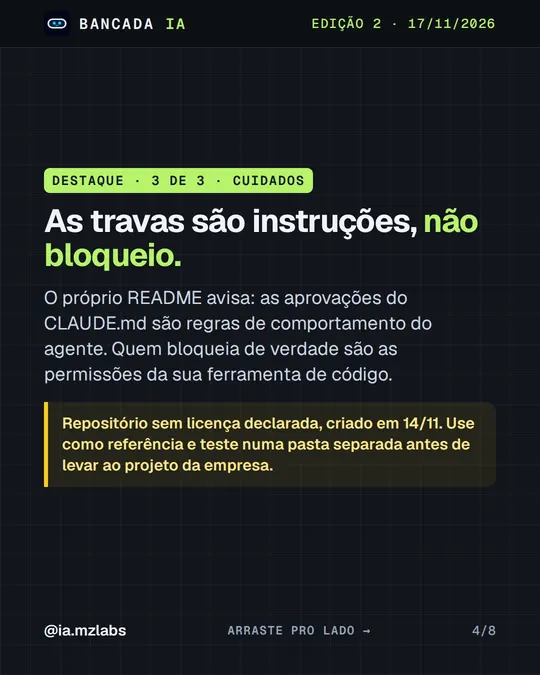 BANCADA IA
EDIÇÃO 2 · 17/11/2026
DESTAQUE · 3 DE 3 · CUIDADOS
As travas são instruções, não
bloqueio.
O próprio README avisa: as aprovações do
CLAUDE.md são regras de comportamento do
agente. Quem bloqueia de verdade são as
permissões da sua ferramenta de código.
Repositório sem licença declarada, criado em 14/11. Use
como referência e teste numa pasta separada antes de
levar ao projeto da empresa.
@ia.mzlabs
ARRASTE PRO LADO →
4/8